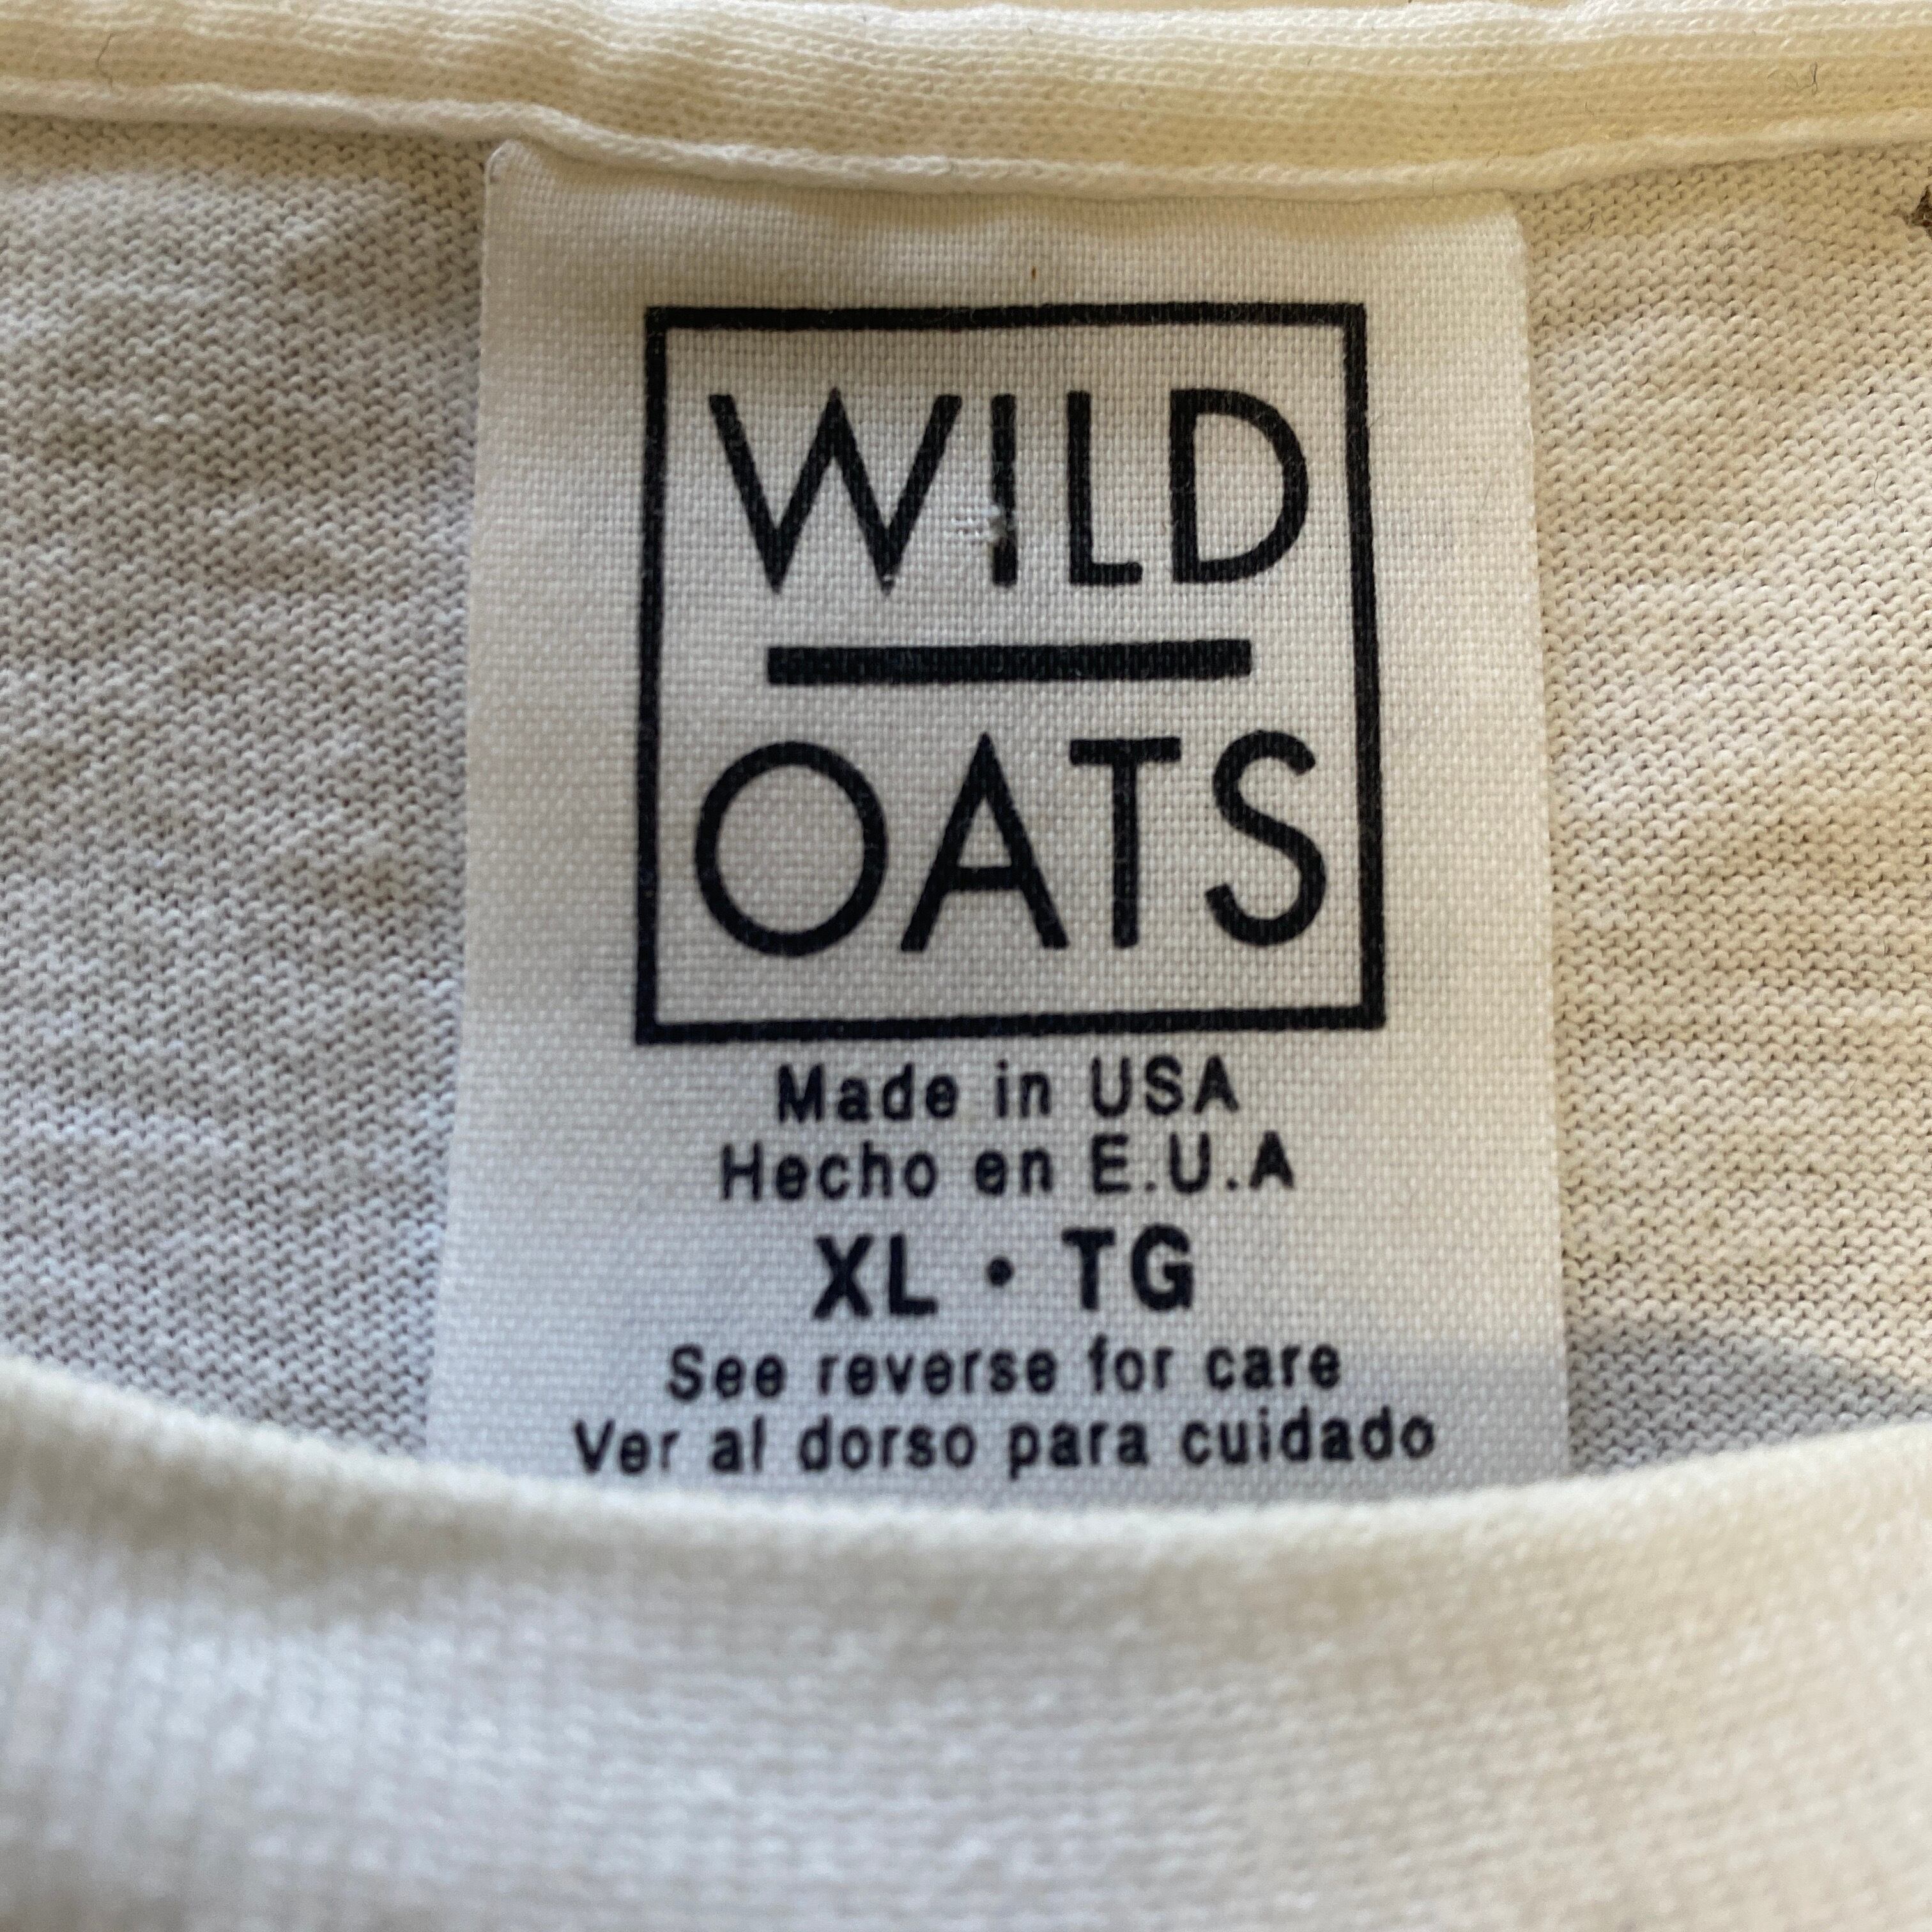 WILD
OATS
Made in USA
Hecho en E.U.A
XL • TG
See reverse for care
Ver al dorso para cuidado